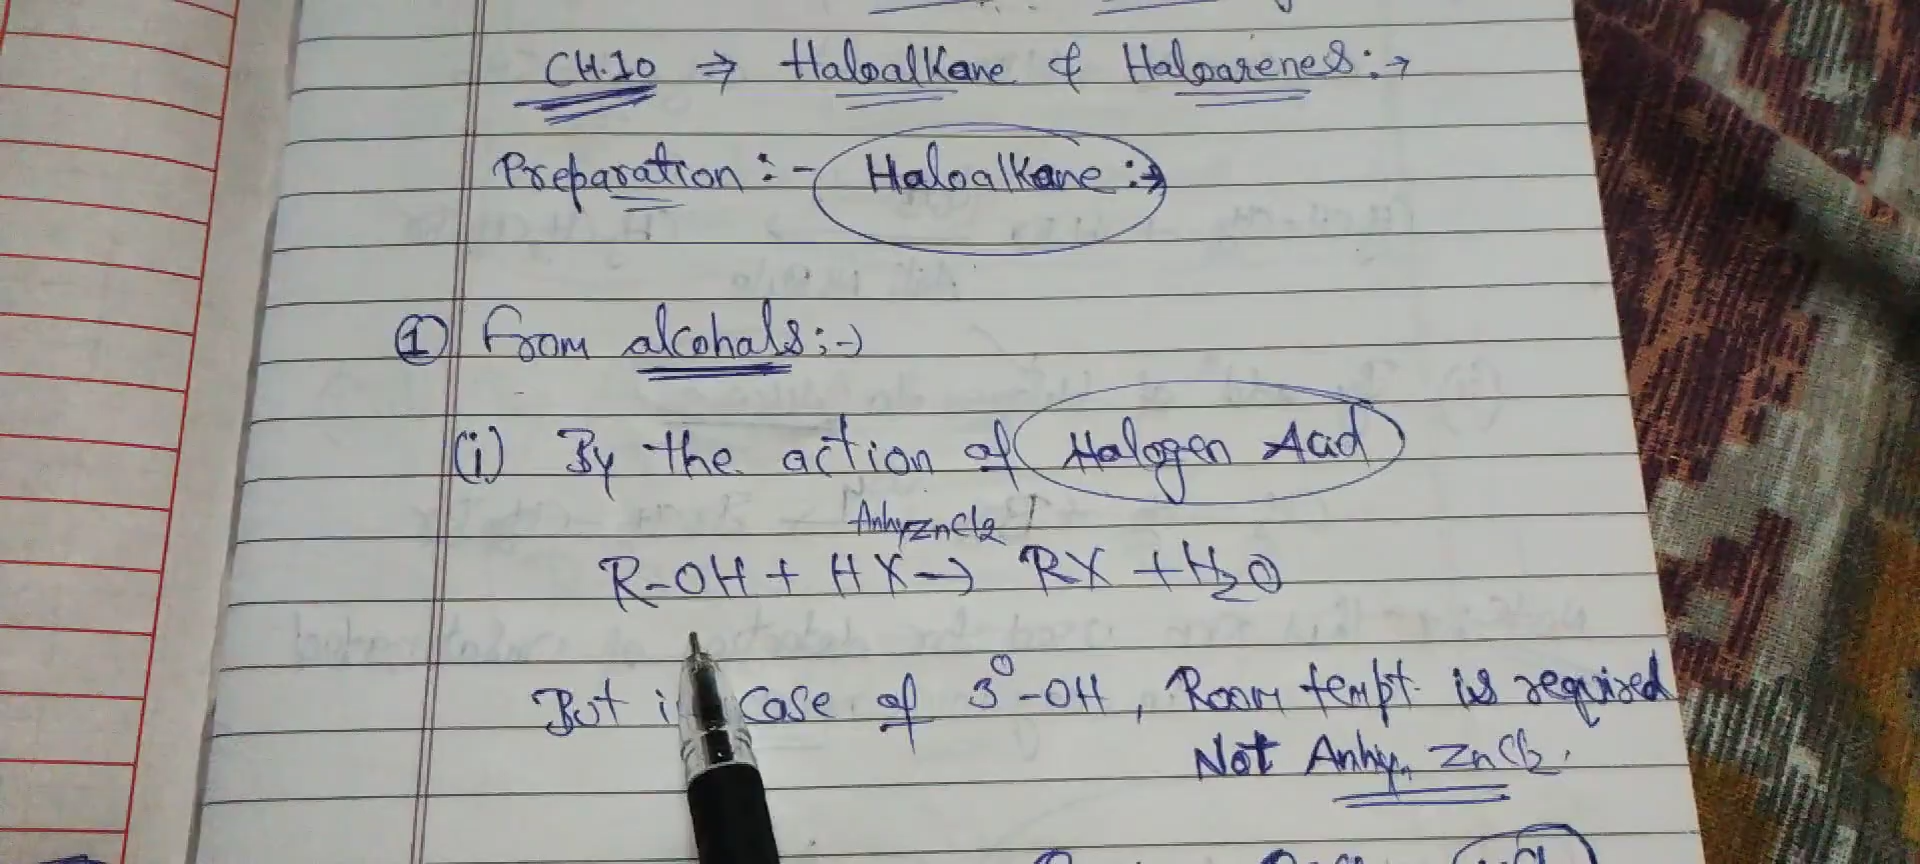 CH.10 ⇒ Haloalkane & Haloarenes:→
Preparation :- Haloalkane :→
① From alcohals:-)
(i) By the action of Halogen Acid
Anhy ZnCl2
R-OH + HX → RX + H2O
But in case of 3°-OH, Room tempt. is required
Not Anhy. ZnCl2.